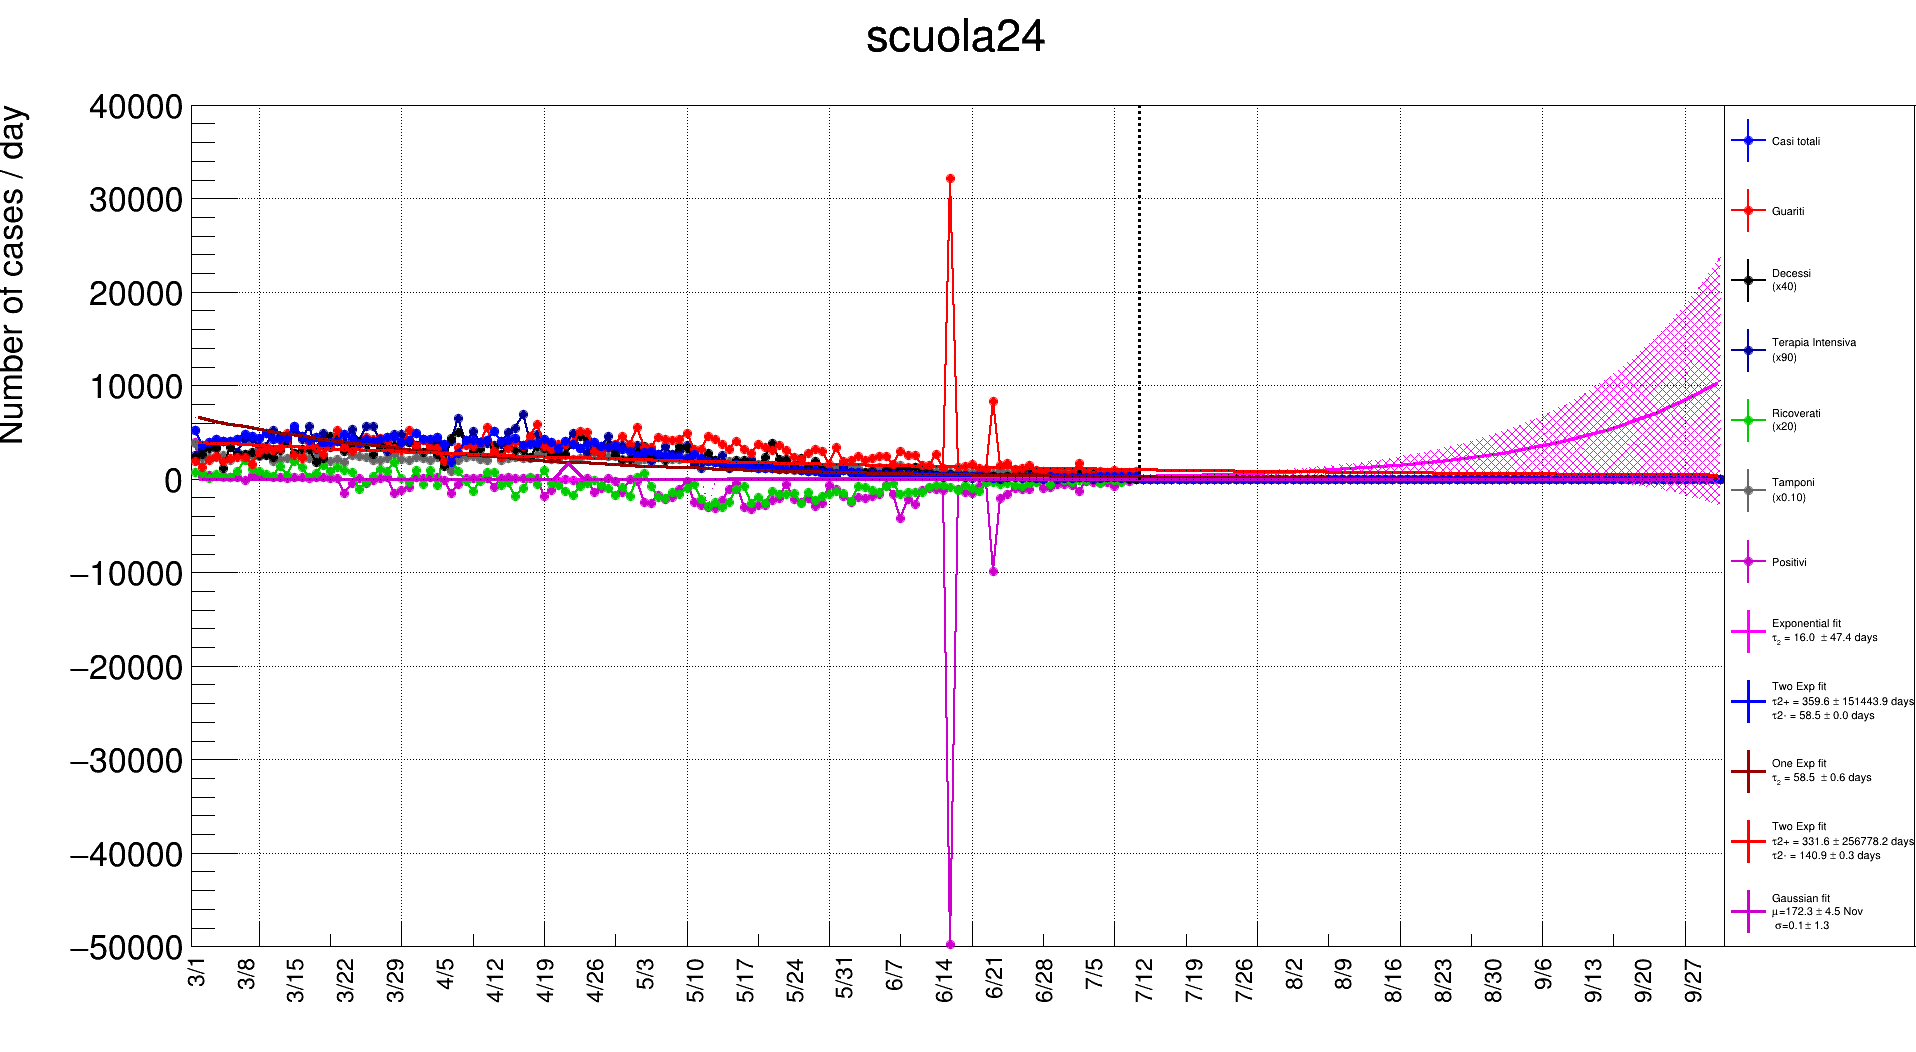 scuola24
Number of cases / day
40000
30000
20000
10000
0
−10000
−20000
−30000
−40000
−50000
3/1
3/8
3/15
3/22
3/29
4/5
4/12
4/19
4/26
5/3
5/10
5/17
5/24
5/31
6/7
6/14
6/21
6/28
7/5
7/12
7/19
7/26
8/2
8/9
8/16
8/23
8/30
9/6
9/13
9/20
9/27
Casi totali
Guariti
Decessi
(x40)
Terapia Intensiva
(x90)
Ricoverati
(x20)
Tamponi
(x0.10)
Positivi
Exponential fit
τ₂ = 16.0 ± 47.4 days
Two Exp fit
τ2+ = 359.6 ± 151443.9 days
τ2- = 58.5 ± 0.0 days
One Exp fit
τ₂ = 58.5 ± 0.6 days
Two Exp fit
τ2+ = 331.6 ± 256778.2 days
τ2- = 140.9 ± 0.3 days
Gaussian fit
μ=172.3 ± 4.5 Nov
σ=0.1± 1.3